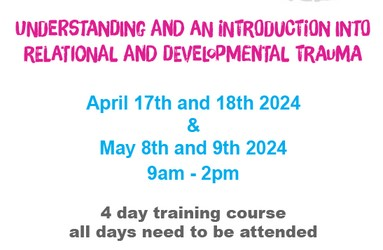 UNDERSTANDING AND AN INTRODUCTION INTO
RELATIONAL AND DEVELOPMENTAL TRAUMA
April 17th and 18th 2024
&
May 8th and 9th 2024
9am - 2pm
4 day training course
all days need to be attended